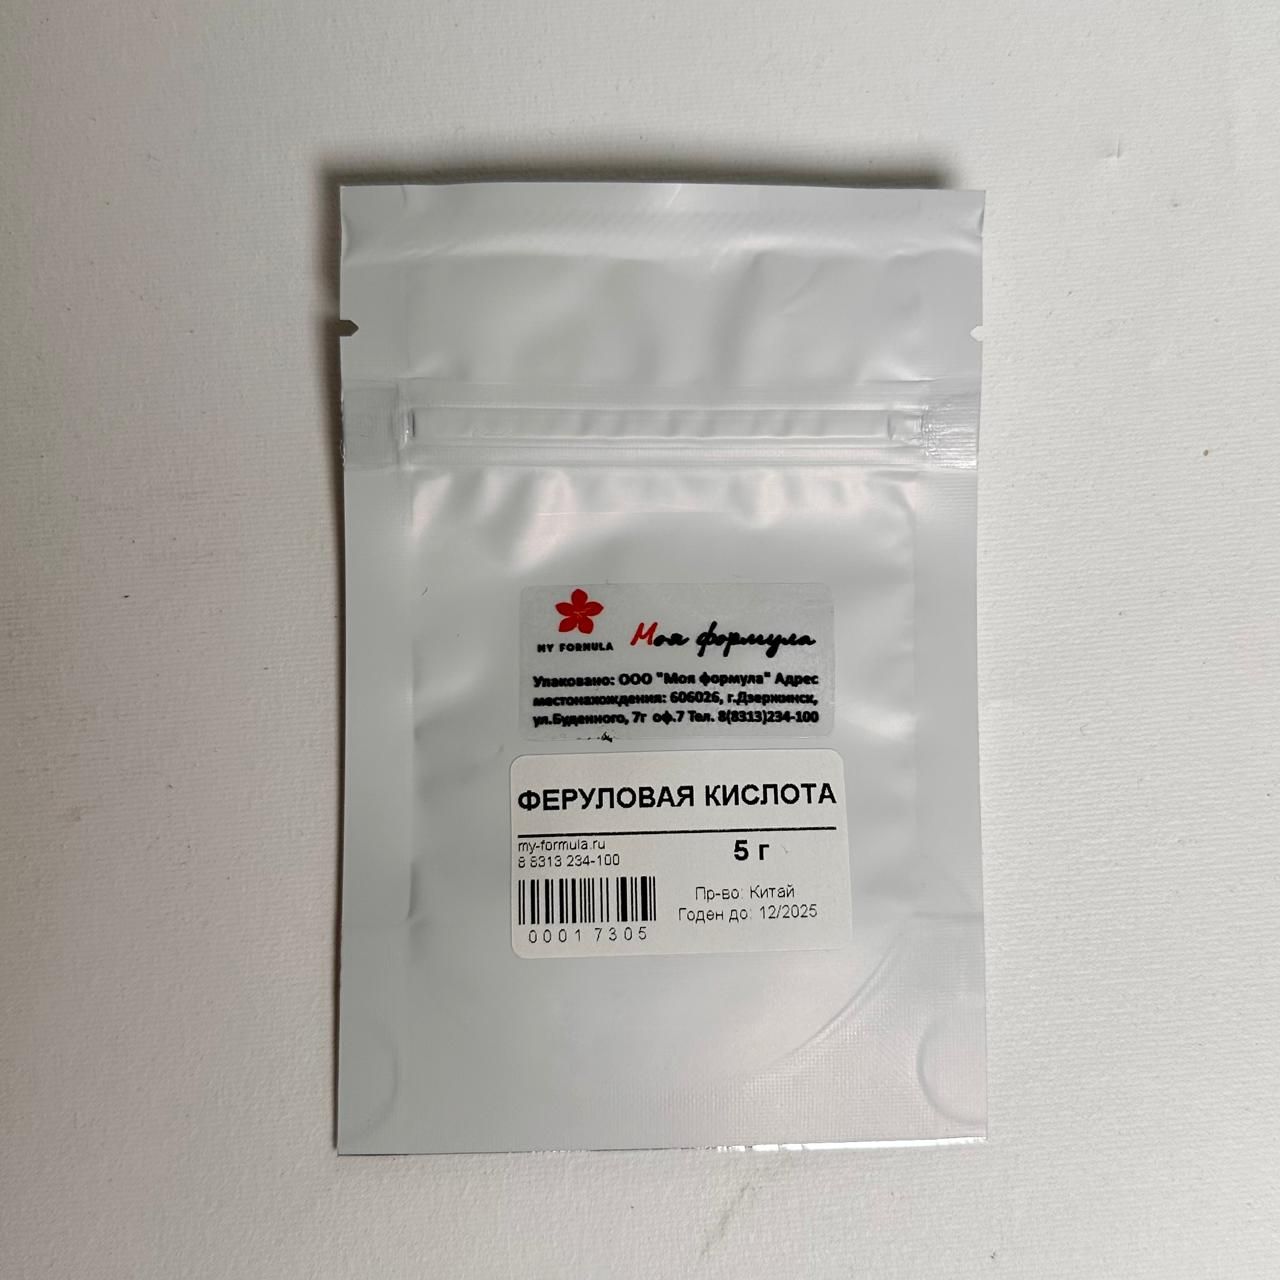 MY FORMULA
Моя формула
Упаковано: ООО "Моя формула" Адрес
местонахождения: 606026, г.Дзержинск,
ул.Буденного, 7г оф.7 Тел. 8(8313)234-100
ФЕРУЛОВАЯ КИСЛОТА
my-formula.ru
8 8313 234-100
5 г
Пр-во: Китай
Годен до: 12/2025
00017305